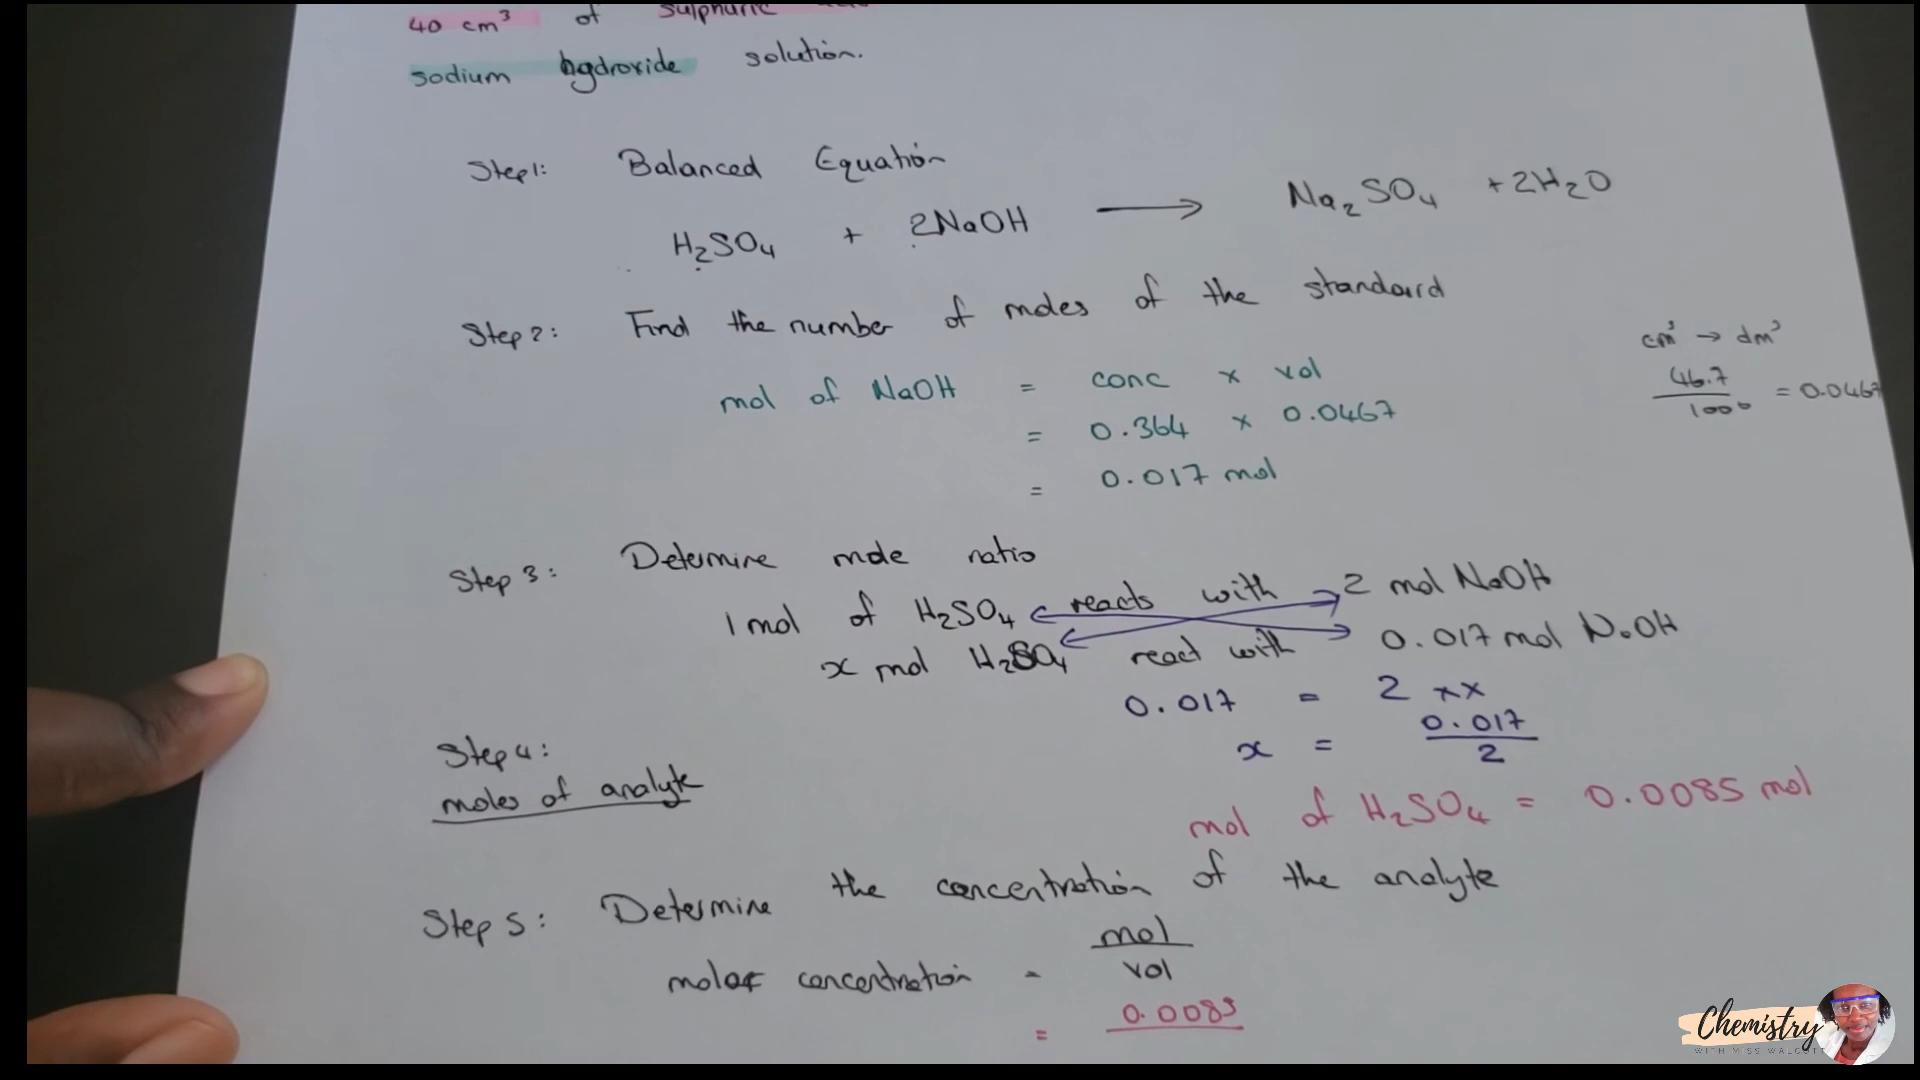 40 cm³ of sulphuric
sodium hydroxide solution.
Step1: Balanced Equation
H₂SO₄ + 2NaOH → Na₂SO₄ + 2H₂O
Step 2: Find the number of moles of the standard
cm³ → dm³
mol of NaOH = conc x vol
46.7/1000 = 0.0467
= 0.364 x 0.0467
= 0.017 mol
Step 3: Determine mole ratio
1 mol of H₂SO₄ reacts with 2 mol NaOH
x mol H₂SO₄ react with 0.017 mol NaOH
0.017 = 2 x x
x = 0.017/2
Step 4:
moles of analyte
mol of H₂SO₄ = 0.0085 mol
Step 5: Determine the concentration of the analyte
molar concentration = mol/vol
= 0.0085
Chemistry
WITH MISS WALCOTT